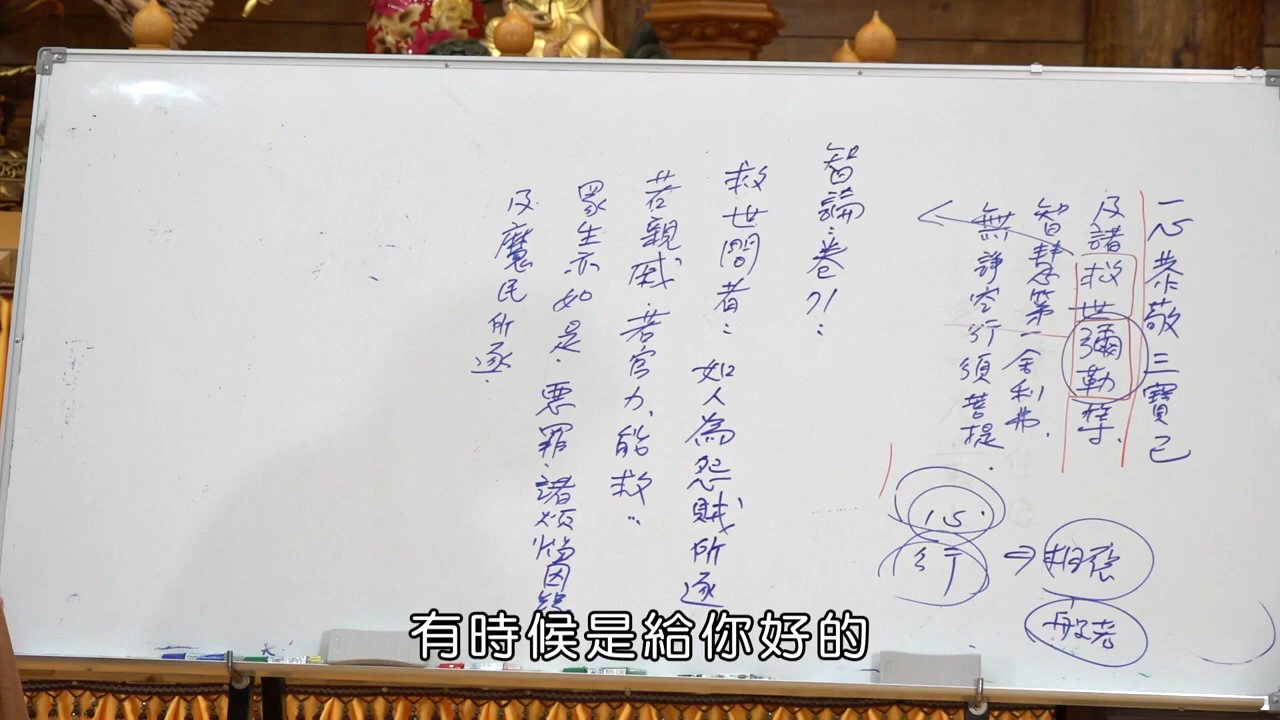 一心恭敬三寶已
及諸救世彌勒等.
智慧第一舍利弗.
無諍空行須菩提.
智論:卷71:
救世間者:如人為怨賊所逐
若親戚.若官力.能救..
眾生亦如是.惡罪.諸煩惱因緣
及魔民所逐.
心.
行⇒相應
般若
有時候是給你好的